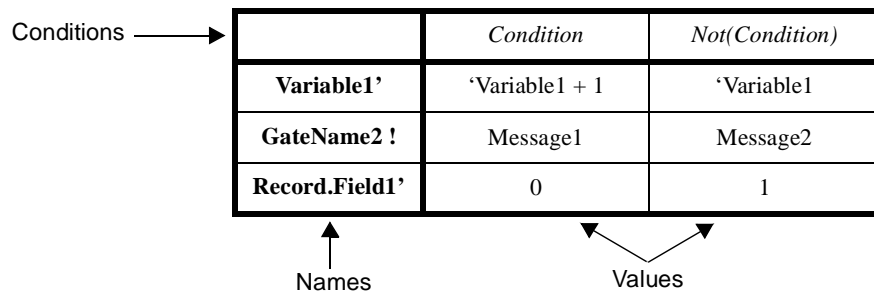 Conditions
Condition Not(Condition)
Variable1’ ‘Variable1 + 1 ‘Variable1
GateName2 ! Message1 Message2
Record.Field1’ 0 1
Names Values